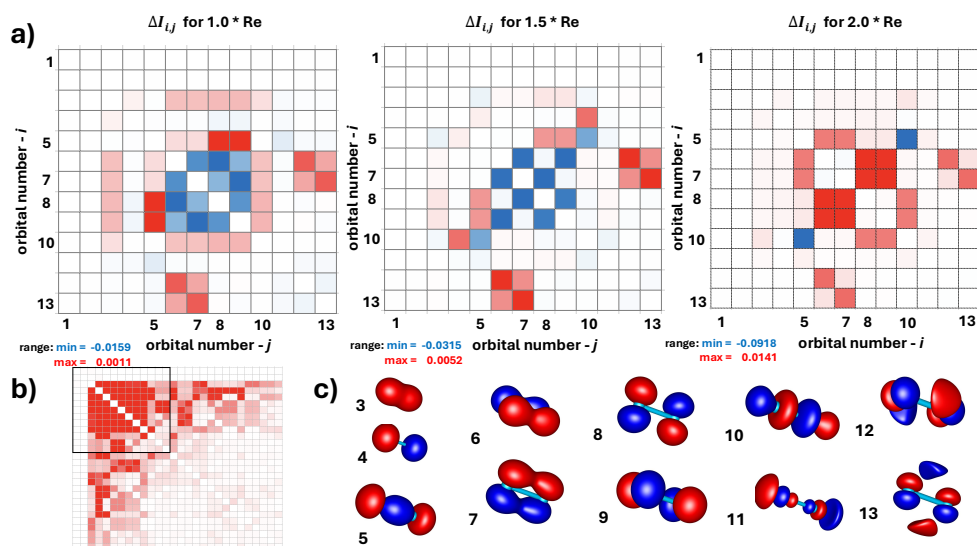 a)
ΔI i,j for 1.0 * Re
ΔI i,j for 1.5 * Re
ΔI i,j for 2.0 * Re
orbital number - i
1
5
7
8
10
13
1 5 7 8 10 13
orbital number - j
range: min = -0.0159
max = 0.0011
orbital number - i
1
5
7
8
10
13
1 5 7 8 10 13
orbital number - j
range: min = -0.0315
max = 0.0052
orbital number - i
1
5
7
8
10
13
1 5 7 8 10 13
orbital number - j
range: min = -0.0918
max = 0.0141
b)
c)
3
4
5
6
7
8
9
10
11
12
13